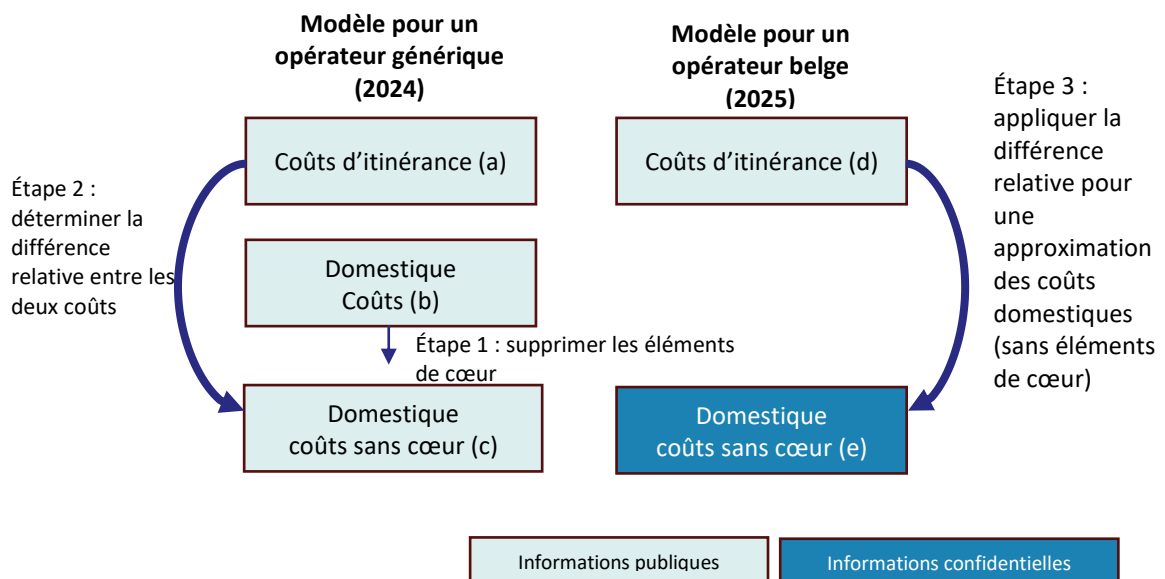 Modèle pour un
opérateur générique
(2024)
Modèle pour un
opérateur belge
(2025)
Coûts d’itinérance (a)
Coûts d’itinérance (d)
Étape 2 :
déterminer la
différence
relative entre les
deux coûts
Domestique
Coûts (b)
Étape 1 : supprimer les éléments
de cœur
Domestique
coûts sans cœur (c)
Domestique
coûts sans cœur (e)
Étape 3 :
appliquer la
différence
relative pour
une
approximation
des coûts
domestiques
(sans éléments
de cœur)
Informations publiques
Informations confidentielles